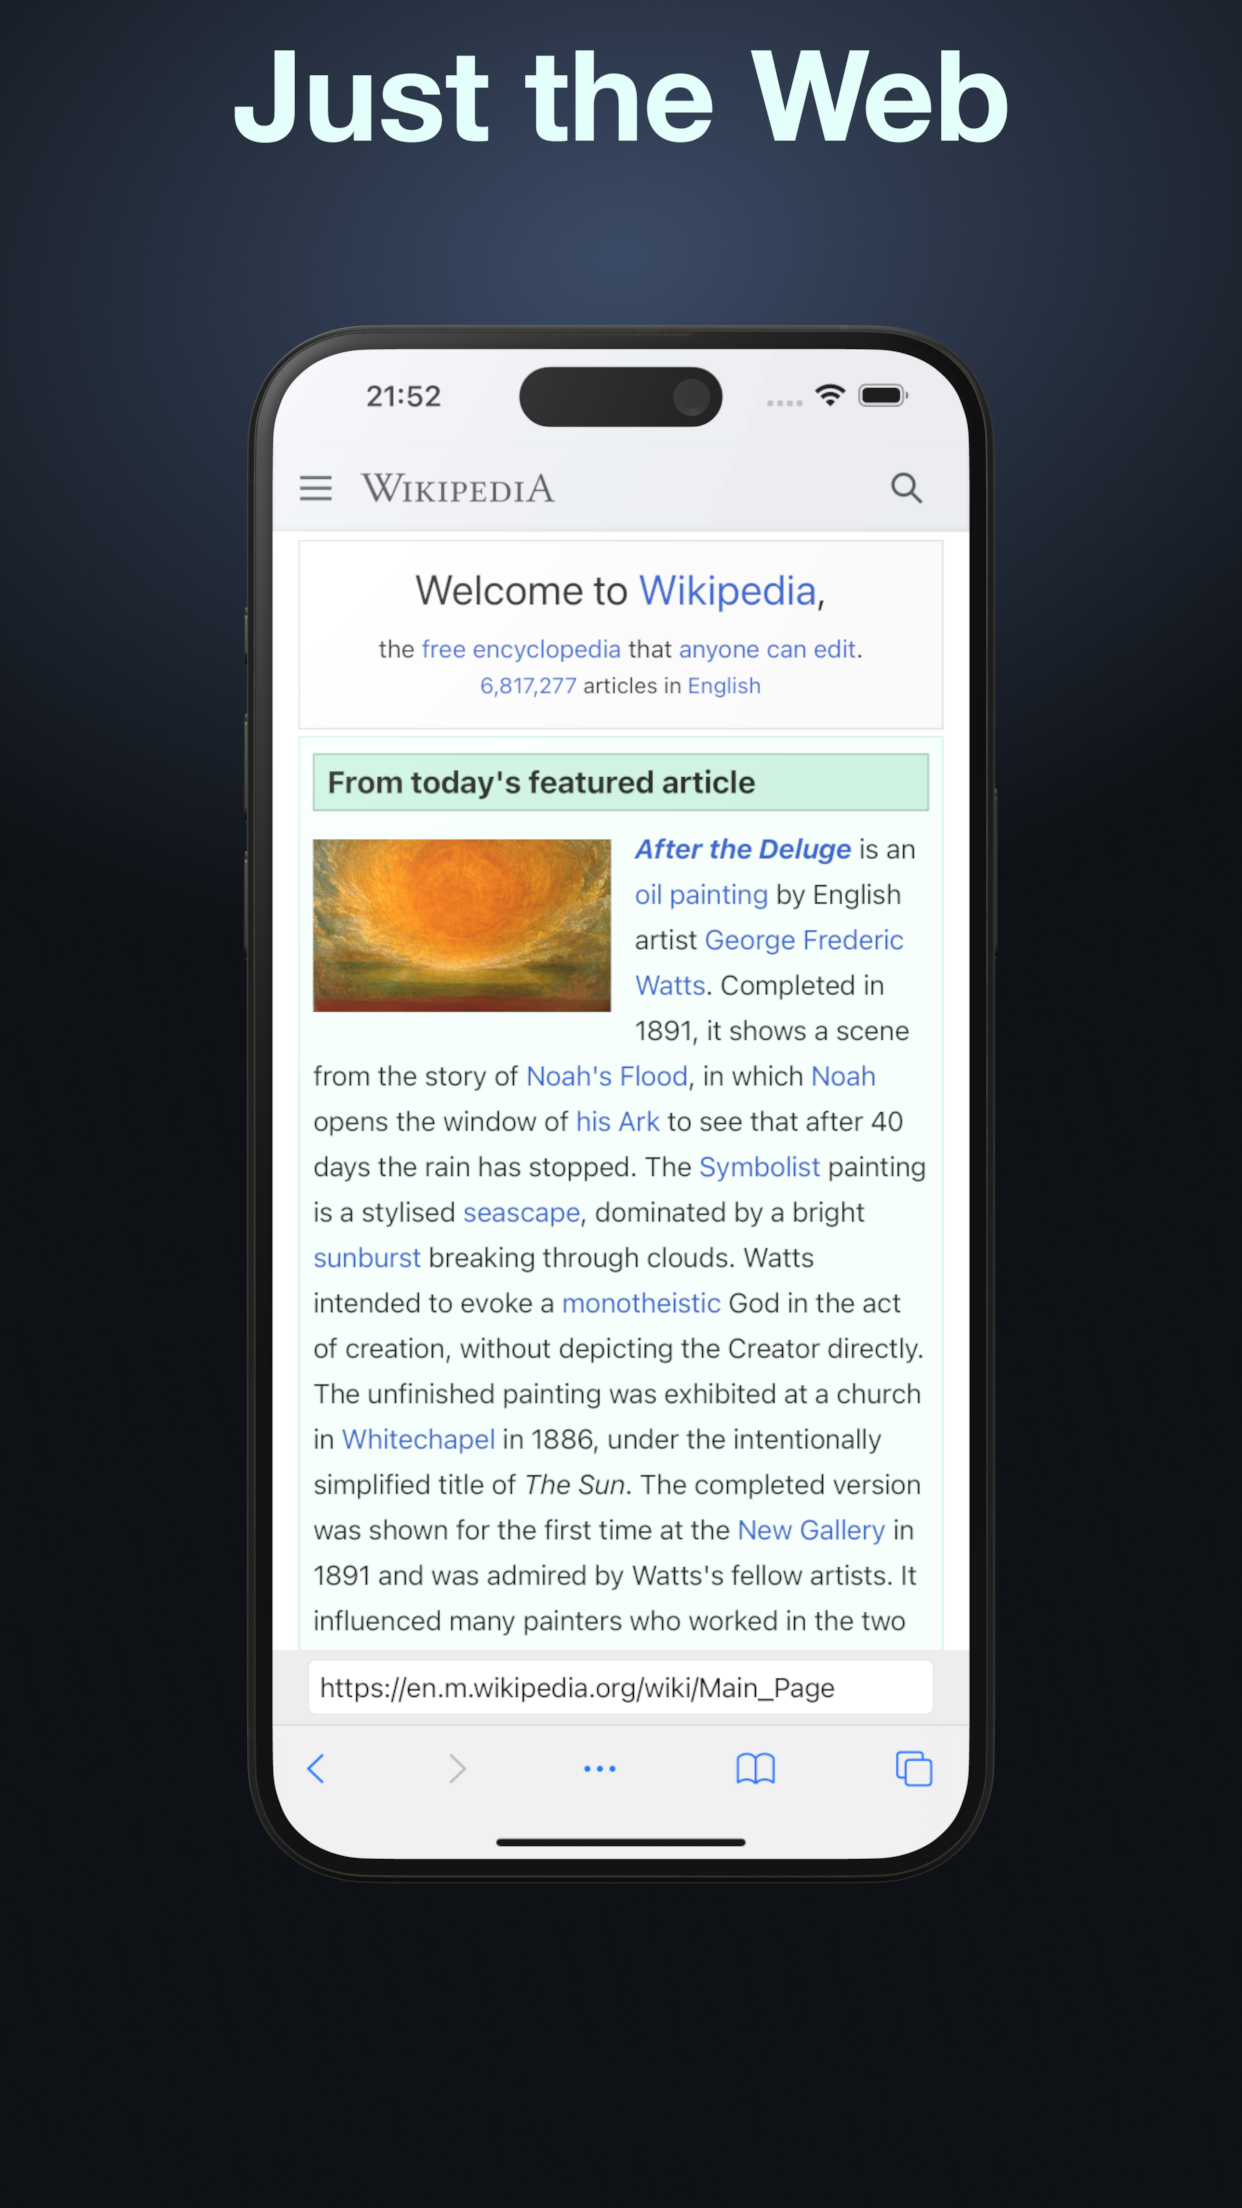 Just the Web
21:52
WIKIPEDIA
Welcome to Wikipedia,
the free encyclopedia that anyone can edit.
6,817,277 articles in English
From today's featured article
After the Deluge is an
oil painting by English
artist George Frederic
Watts. Completed in
1891, it shows a scene
from the story of Noah's Flood, in which Noah
opens the window of his Ark to see that after 40
days the rain has stopped. The Symbolist painting
is a stylised seascape, dominated by a bright
sunburst breaking through clouds. Watts
intended to evoke a monotheistic God in the act
of creation, without depicting the Creator directly.
The unfinished painting was exhibited at a church
in Whitechapel in 1886, under the intentionally
simplified title of The Sun. The completed version
was shown for the first time at the New Gallery in
1891 and was admired by Watts's fellow artists. It
influenced many painters who worked in the two
https://en.m.wikipedia.org/wiki/Main_Page